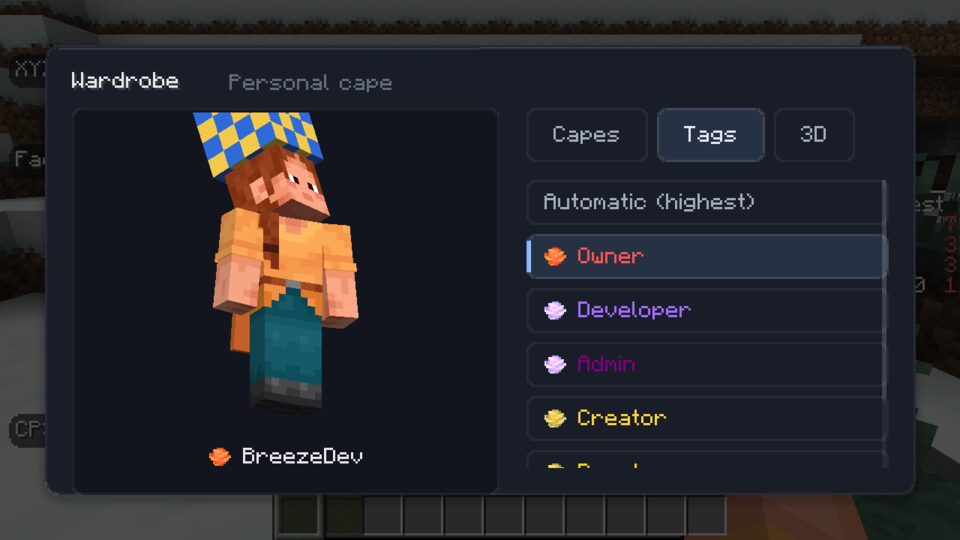 Wardrobe
Personal cape
Capes
Tags
3D
Automatic (highest)
Owner
Developer
Admin
Creator
BreezeDev